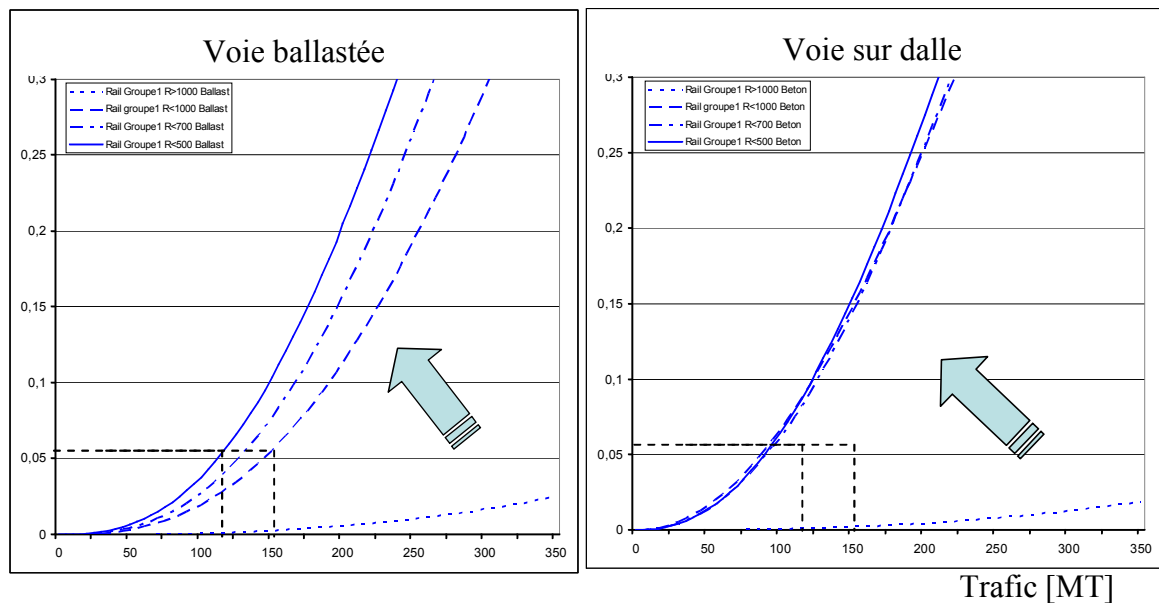 Voie ballastée
0,3
0,25
0,2
0,15
0,1
0,05
0
Rail Groupe1 R>1000 Ballast
Rail groupe1 R<1000 Ballast
Rail Groupe1 R<700 Ballast
Rail Groupe1 R<500 Ballast
0 50 100 150 200 250 300 350
Voie sur dalle
0,3
0,25
0,2
0,15
0,1
0,05
0
Rail Groupe1 R>1000 Beton
Rail groupe1 R<1000 Beton
Rail Groupe1 R<700 Beton
Rail Groupe1 R<500 Beton
0 50 100 150 200 250 300 350
Trafic [MT]